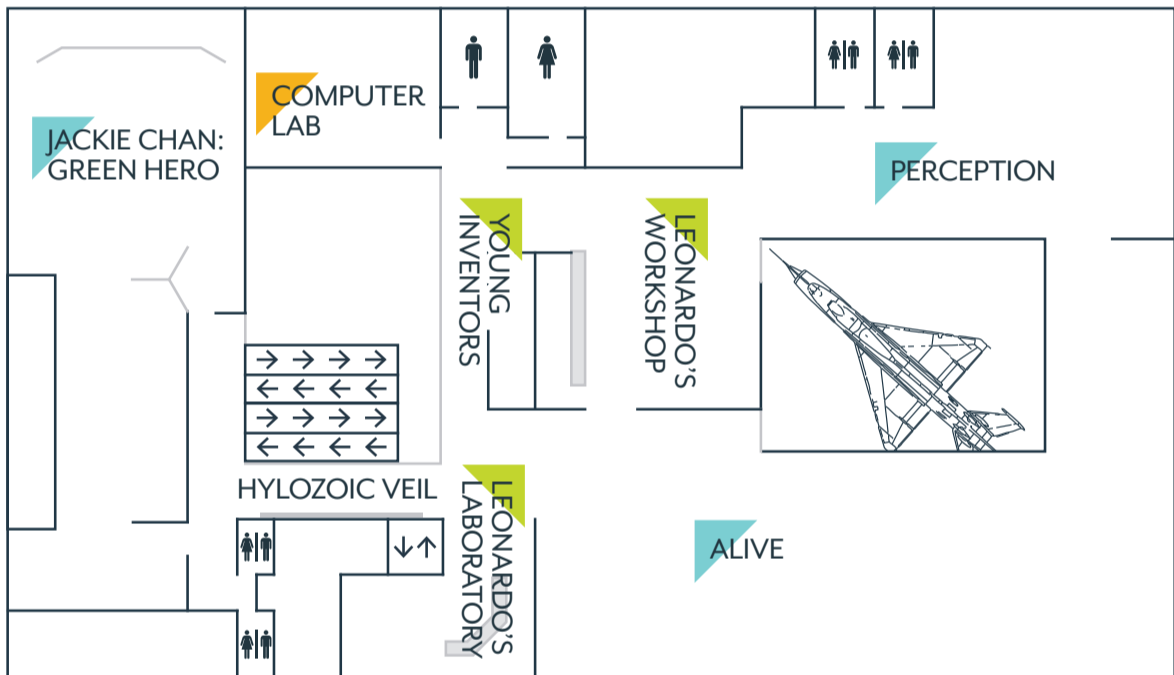 COMPUTER
LAB
JACKIE CHAN:
GREEN HERO
PERCEPTION
YOUNG
INVENTORS
LEONARDO'S
WORKSHOP
HYLOZOIC VEIL
LEONARDO'S
LABORATORY
ALIVE